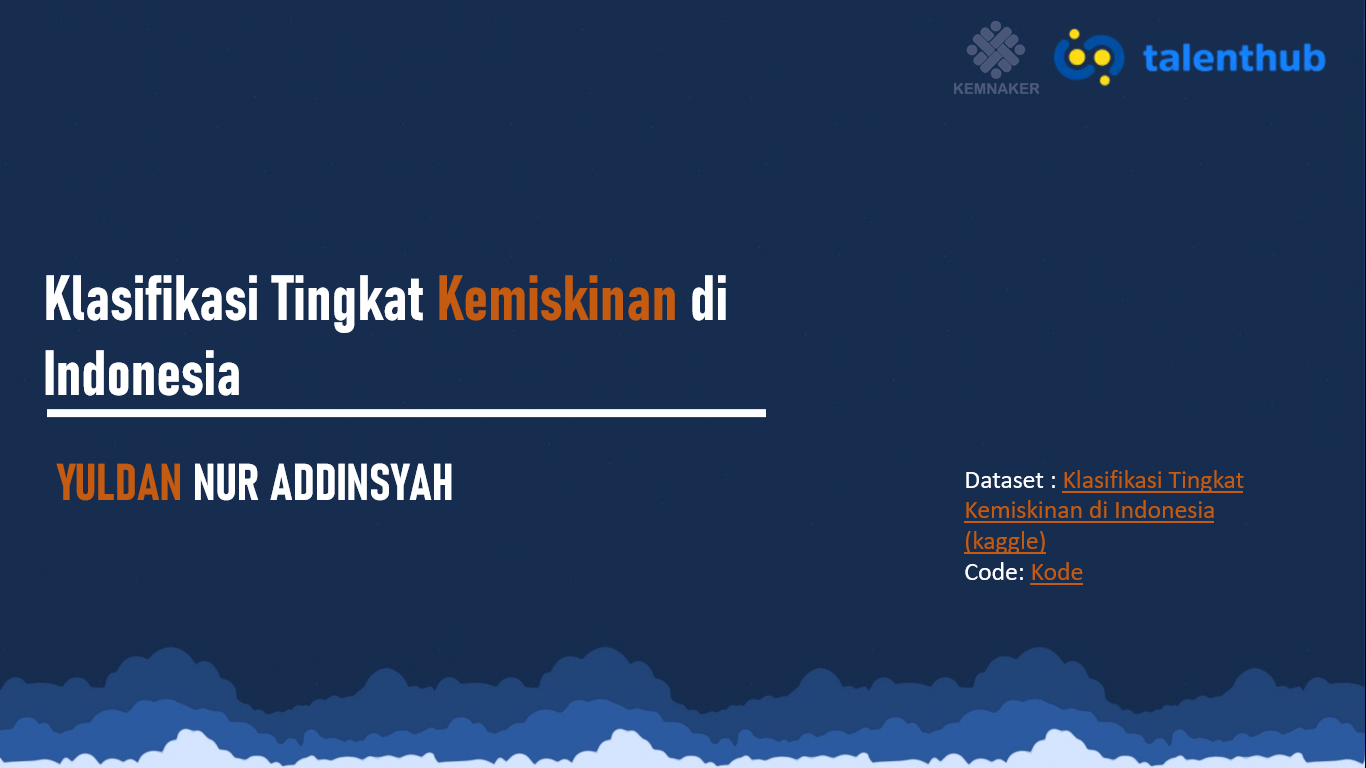 KEMNAKER
talenthub
Klasifikasi Tingkat Kemiskinan di
Indonesia
YULDAN NUR ADDINSYAH
Dataset : Klasifikasi Tingkat
Kemiskinan di Indonesia
(kaggle)
Code: Kode